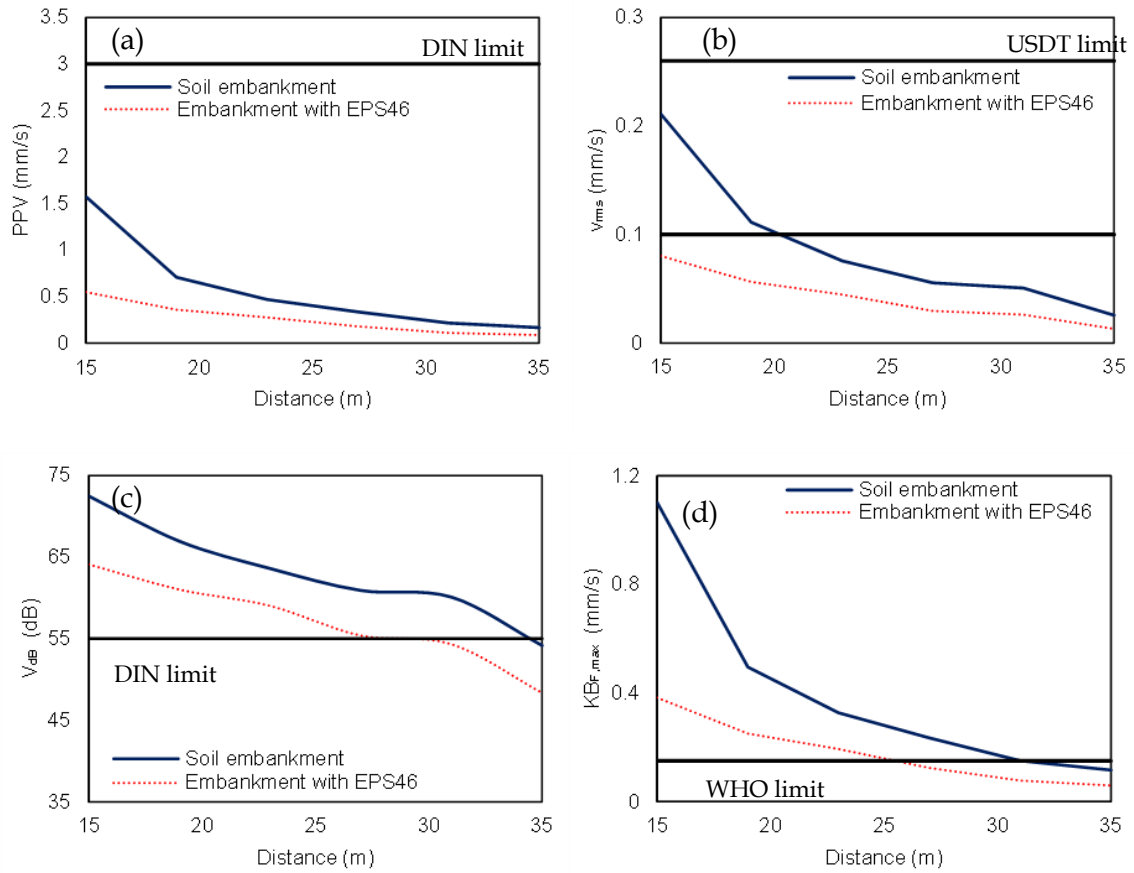 (a)
DIN limit
Soil embankment
Embankment with EPS46
PPV (mm/s)
3.5
3
2.5
2
1.5
1
0.5
0
15 20 25 30 35
Distance (m)
(b)
USDT limit
Soil embankment
Embankment with EPS46
Vrms (mm/s)
0.3
0.2
0.1
0
15 20 25 30 35
Distance (m)
(c)
DIN limit
Soil embankment
Embankment with EPS46
VdB (dB)
75
65
55
45
35
15 20 25 30 35
Distance (m)
(d)
Soil embankment
Embankment with EPS46
WHO limit
KBF,max (mm/s)
1.2
0.8
0.4
0
15 20 25 30 35
Distance (m)